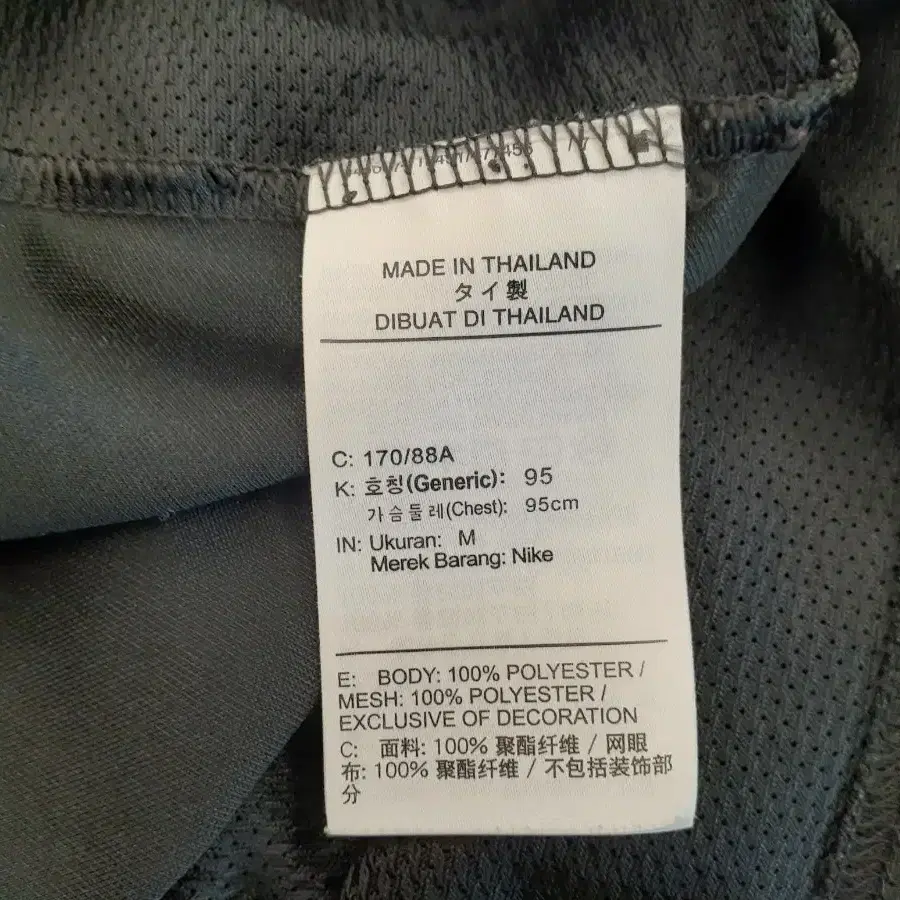 MADE IN THAILAND
タイ製
DIBUAT DI THAILAND
C: 170/88A
K: 호칭(Generic): 95
가슴둘레(Chest): 95cm
IN: Ukuran: M
Merek Barang: Nike
E: BODY: 100% POLYESTER /
MESH: 100% POLYESTER /
EXCLUSIVE OF DECORATION
C: 面料: 100% 聚酯纤维 / 网眼
布: 100% 聚酯纤维 / 不包括装饰部
分